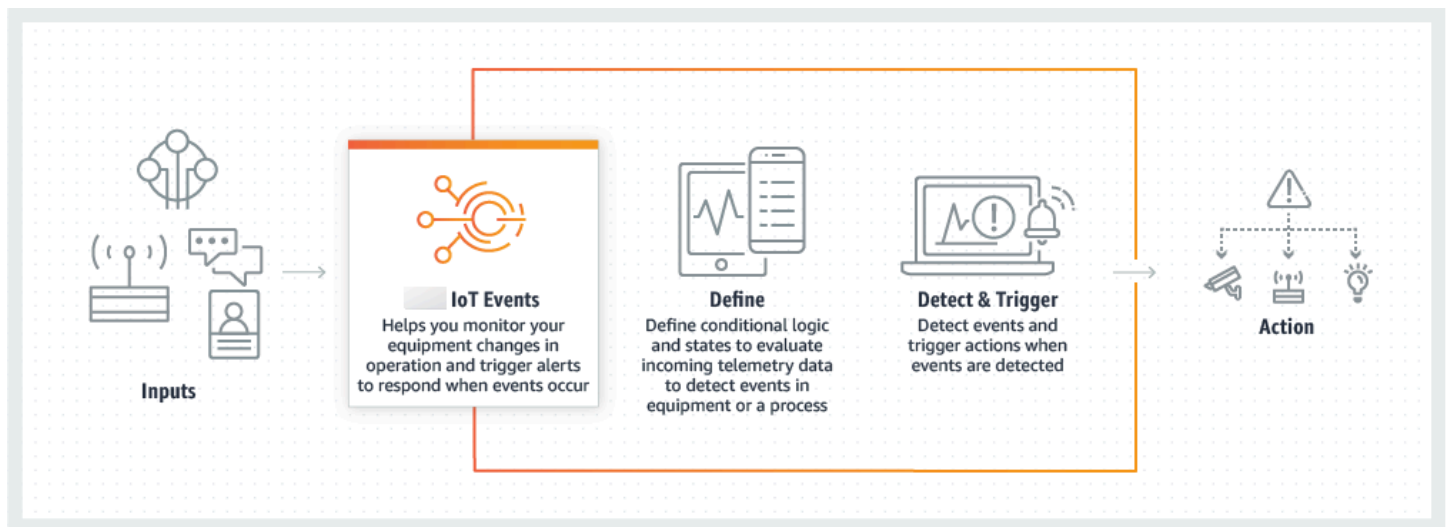 Inputs
IoT Events
Helps you monitor your
equipment changes in
operation and trigger alerts
to respond when events occur
Define
Define conditional logic
and states to evaluate
incoming telemetry data
to detect events in
equipment or a process
Detect & Trigger
Detect events and
trigger actions when
events are detected
Action